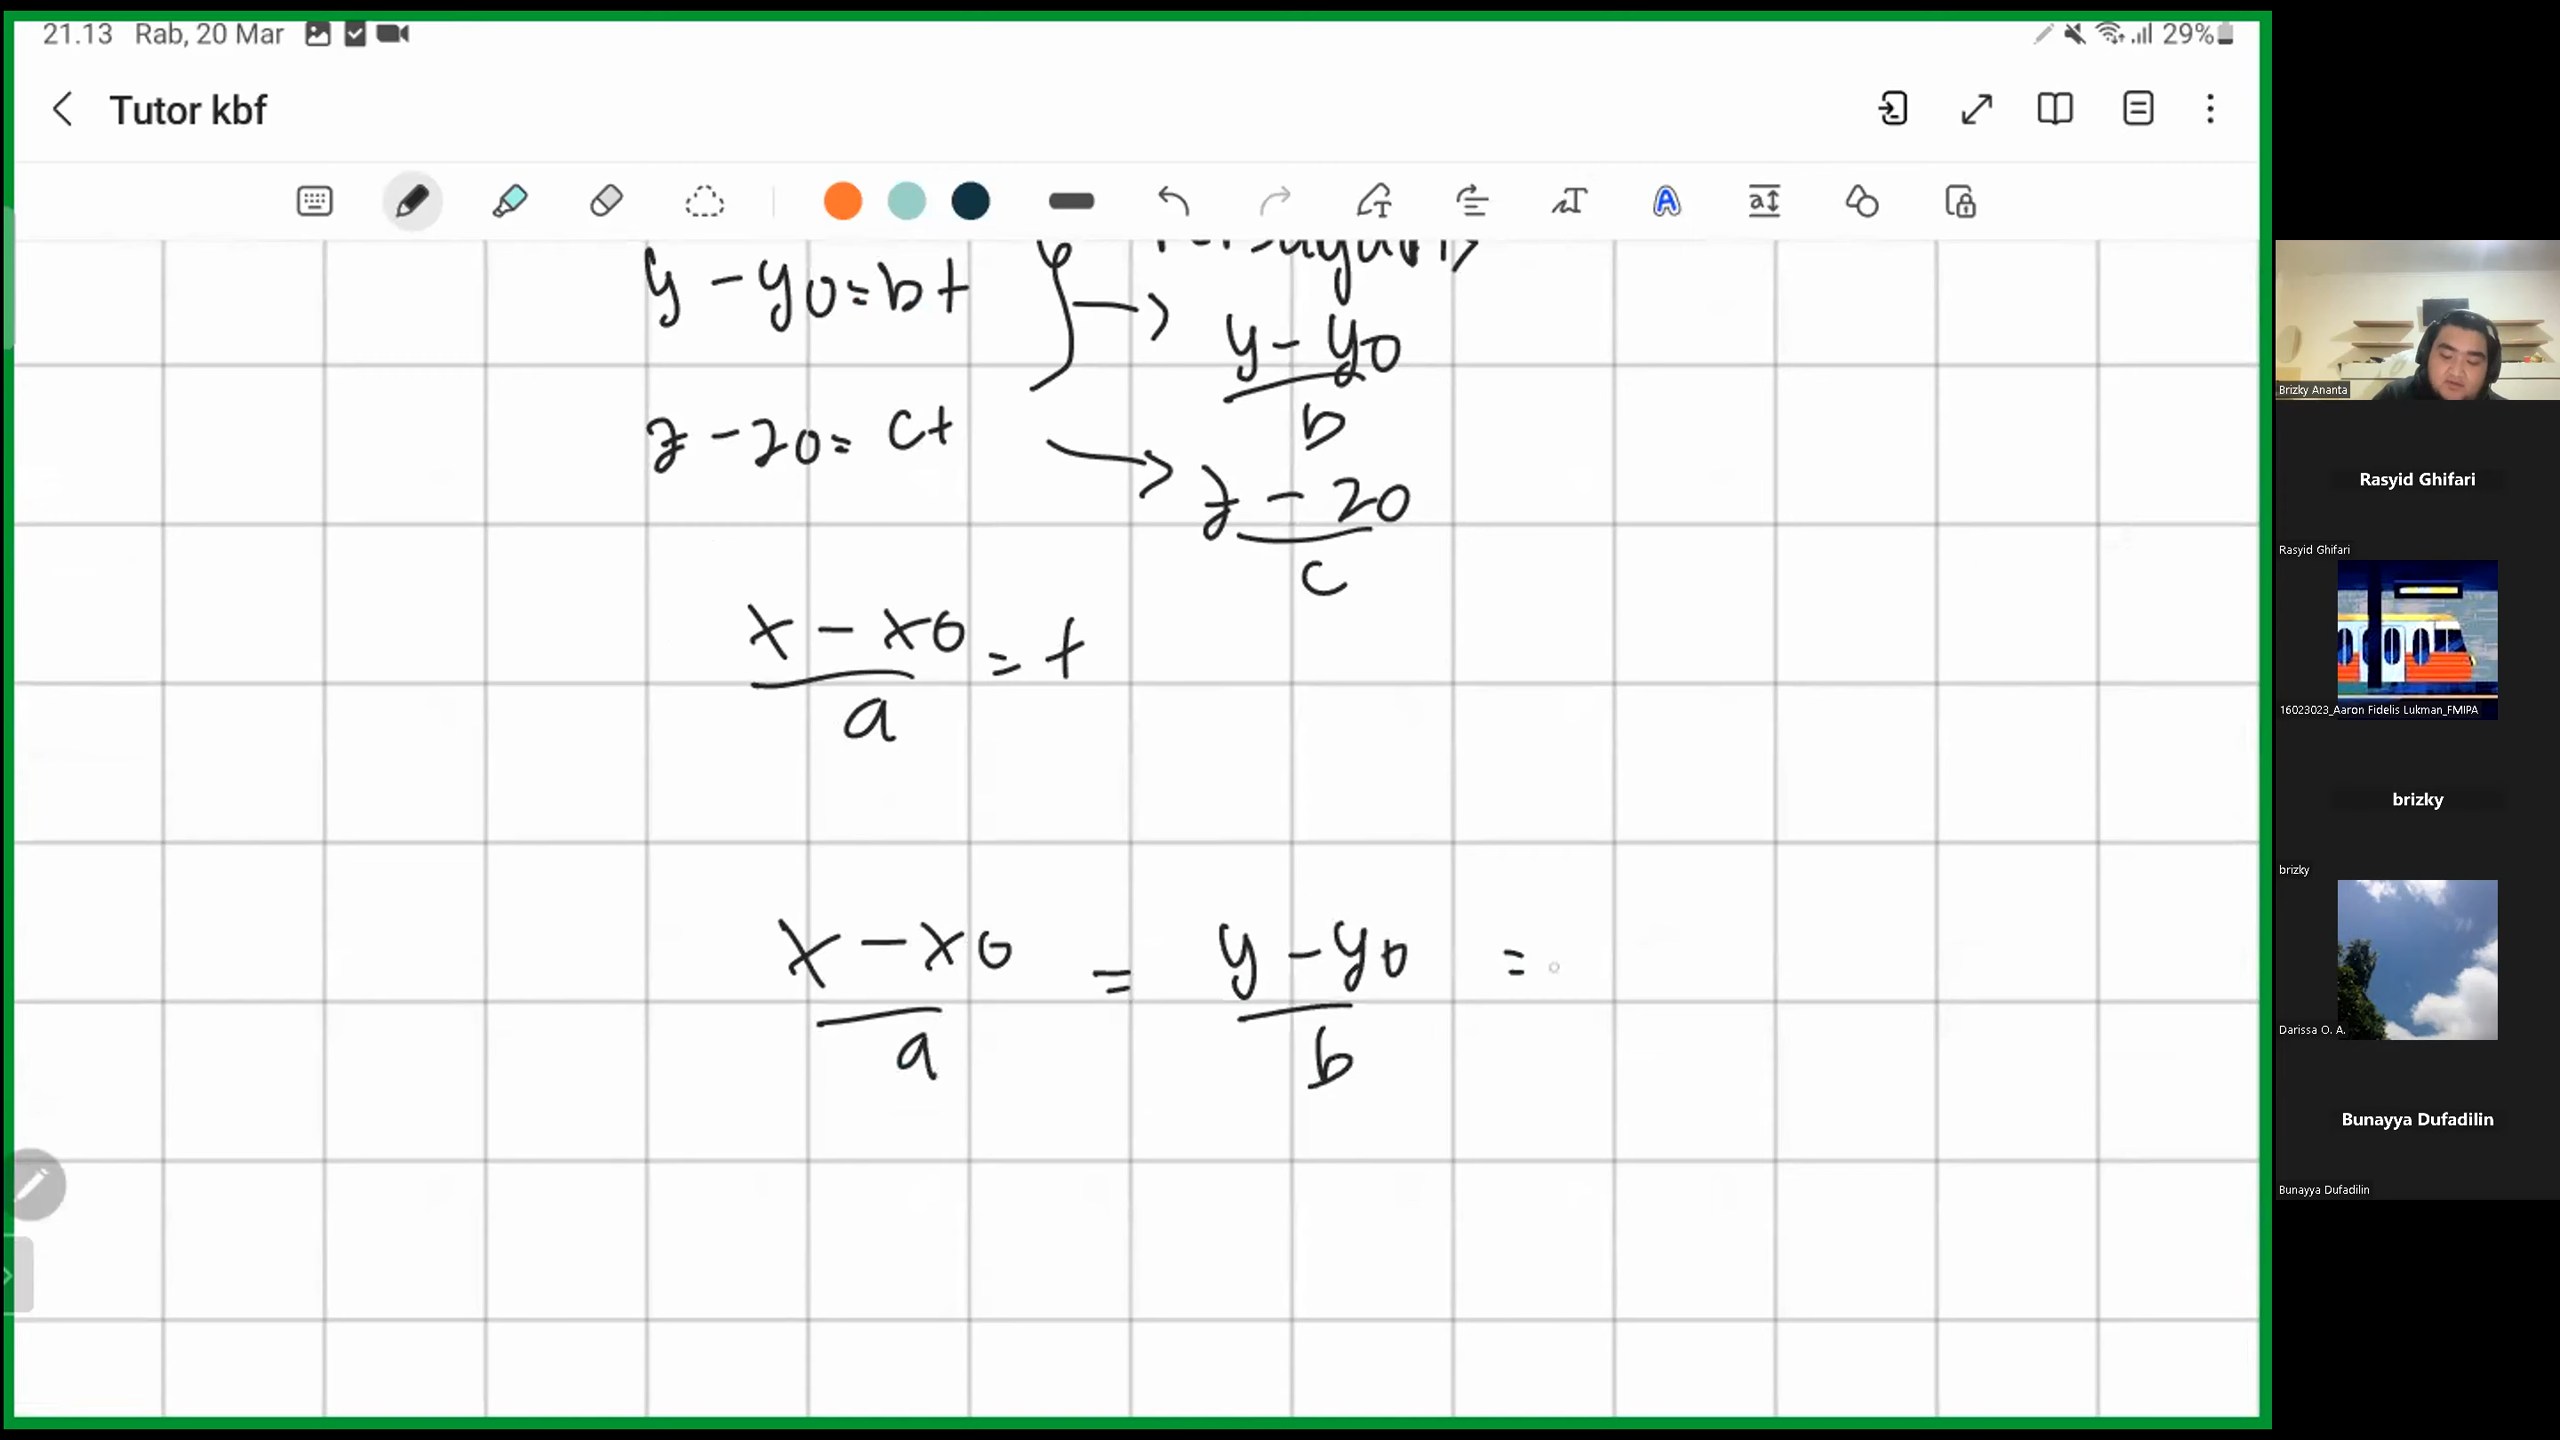 21.13 Rab, 20 Mar 29%
Tutor kbf
y - y0 = bt
y - y0
b
z - z0 = ct
z - z0
c
x - x0 = t
a
x - x0 = y - y0 =
a b
Brizky Ananta
Rasyid Ghifari
Rasyid Ghifari
16023023_Aaron Fidelis Lukman_FMIPA
brizky
brizky
Darissa O. A.
Bunayya Dufadilin
Bunayya Dufadilin